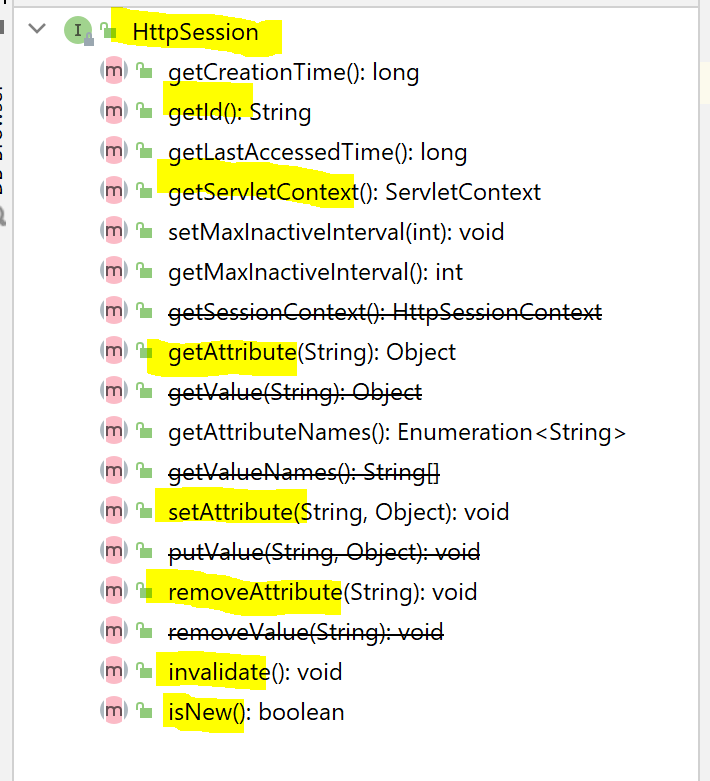 I HttpSession
m getCreationTime(): long
m getId(): String
m getLastAccessedTime(): long
m getServletContext(): ServletContext
m setMaxInactiveInterval(int): void
m getMaxInactiveInterval(): int
m getSessionContext(): HttpSessionContext
m getAttribute(String): Object
m getValue(String): Object
m getAttributeNames(): Enumeration<String>
m getValueNames(): String[]
m setAttribute(String, Object): void
m putValue(String, Object): void
m removeAttribute(String): void
m removeValue(String): void
m invalidate(): void
m isNew(): boolean